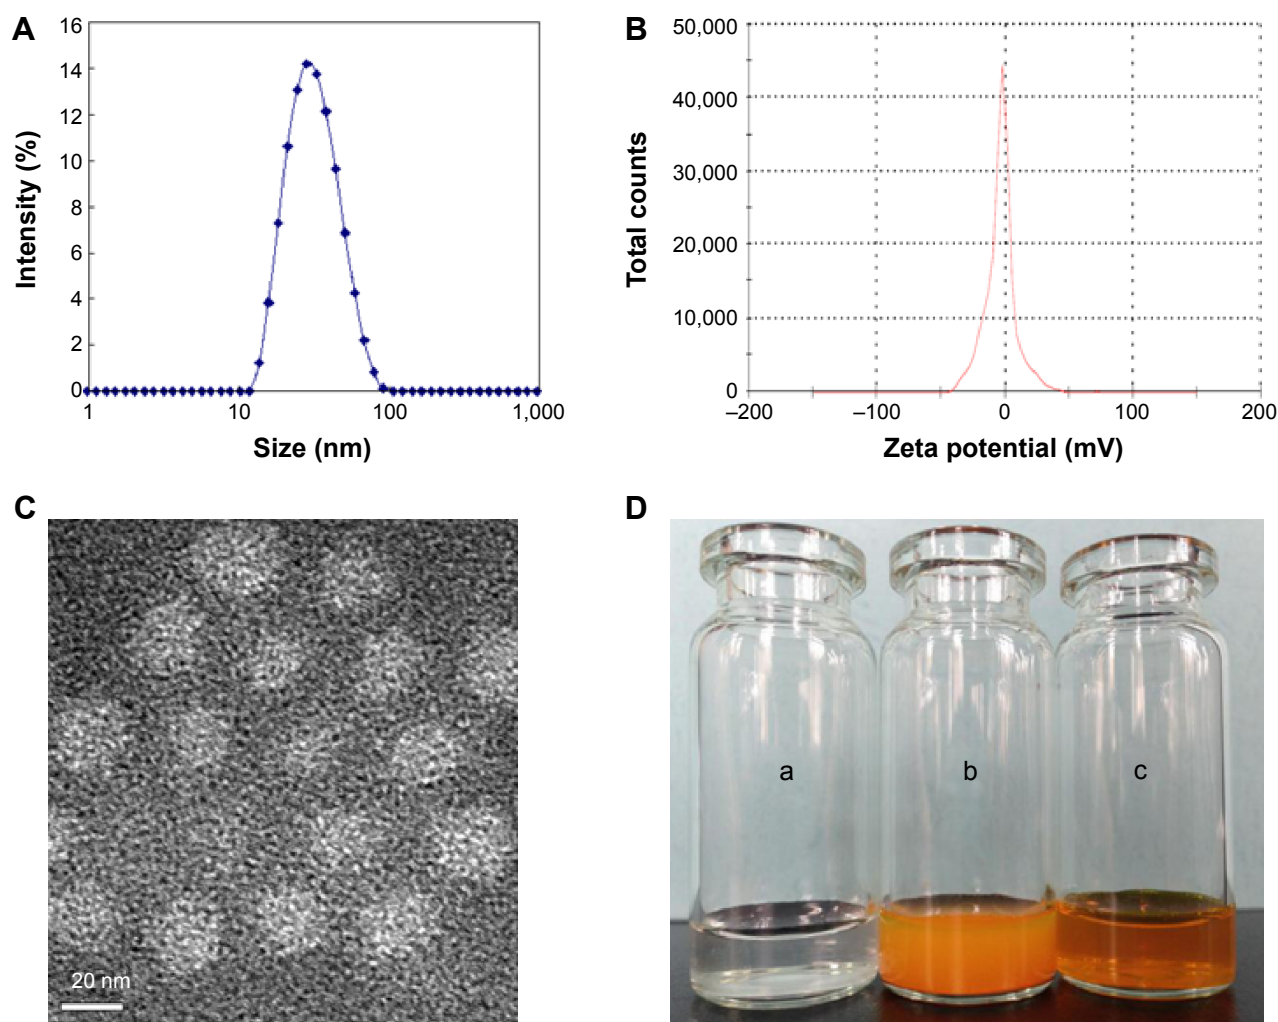 A
16
14
12
10
8
6
4
2
0
Intensity (%)
1 10 100 1,000
Size (nm)
B
50,000
40,000
30,000
20,000
10,000
0
Total counts
–200 –100 0 100 200
Zeta potential (mV)
C
20 nm
D
a b c